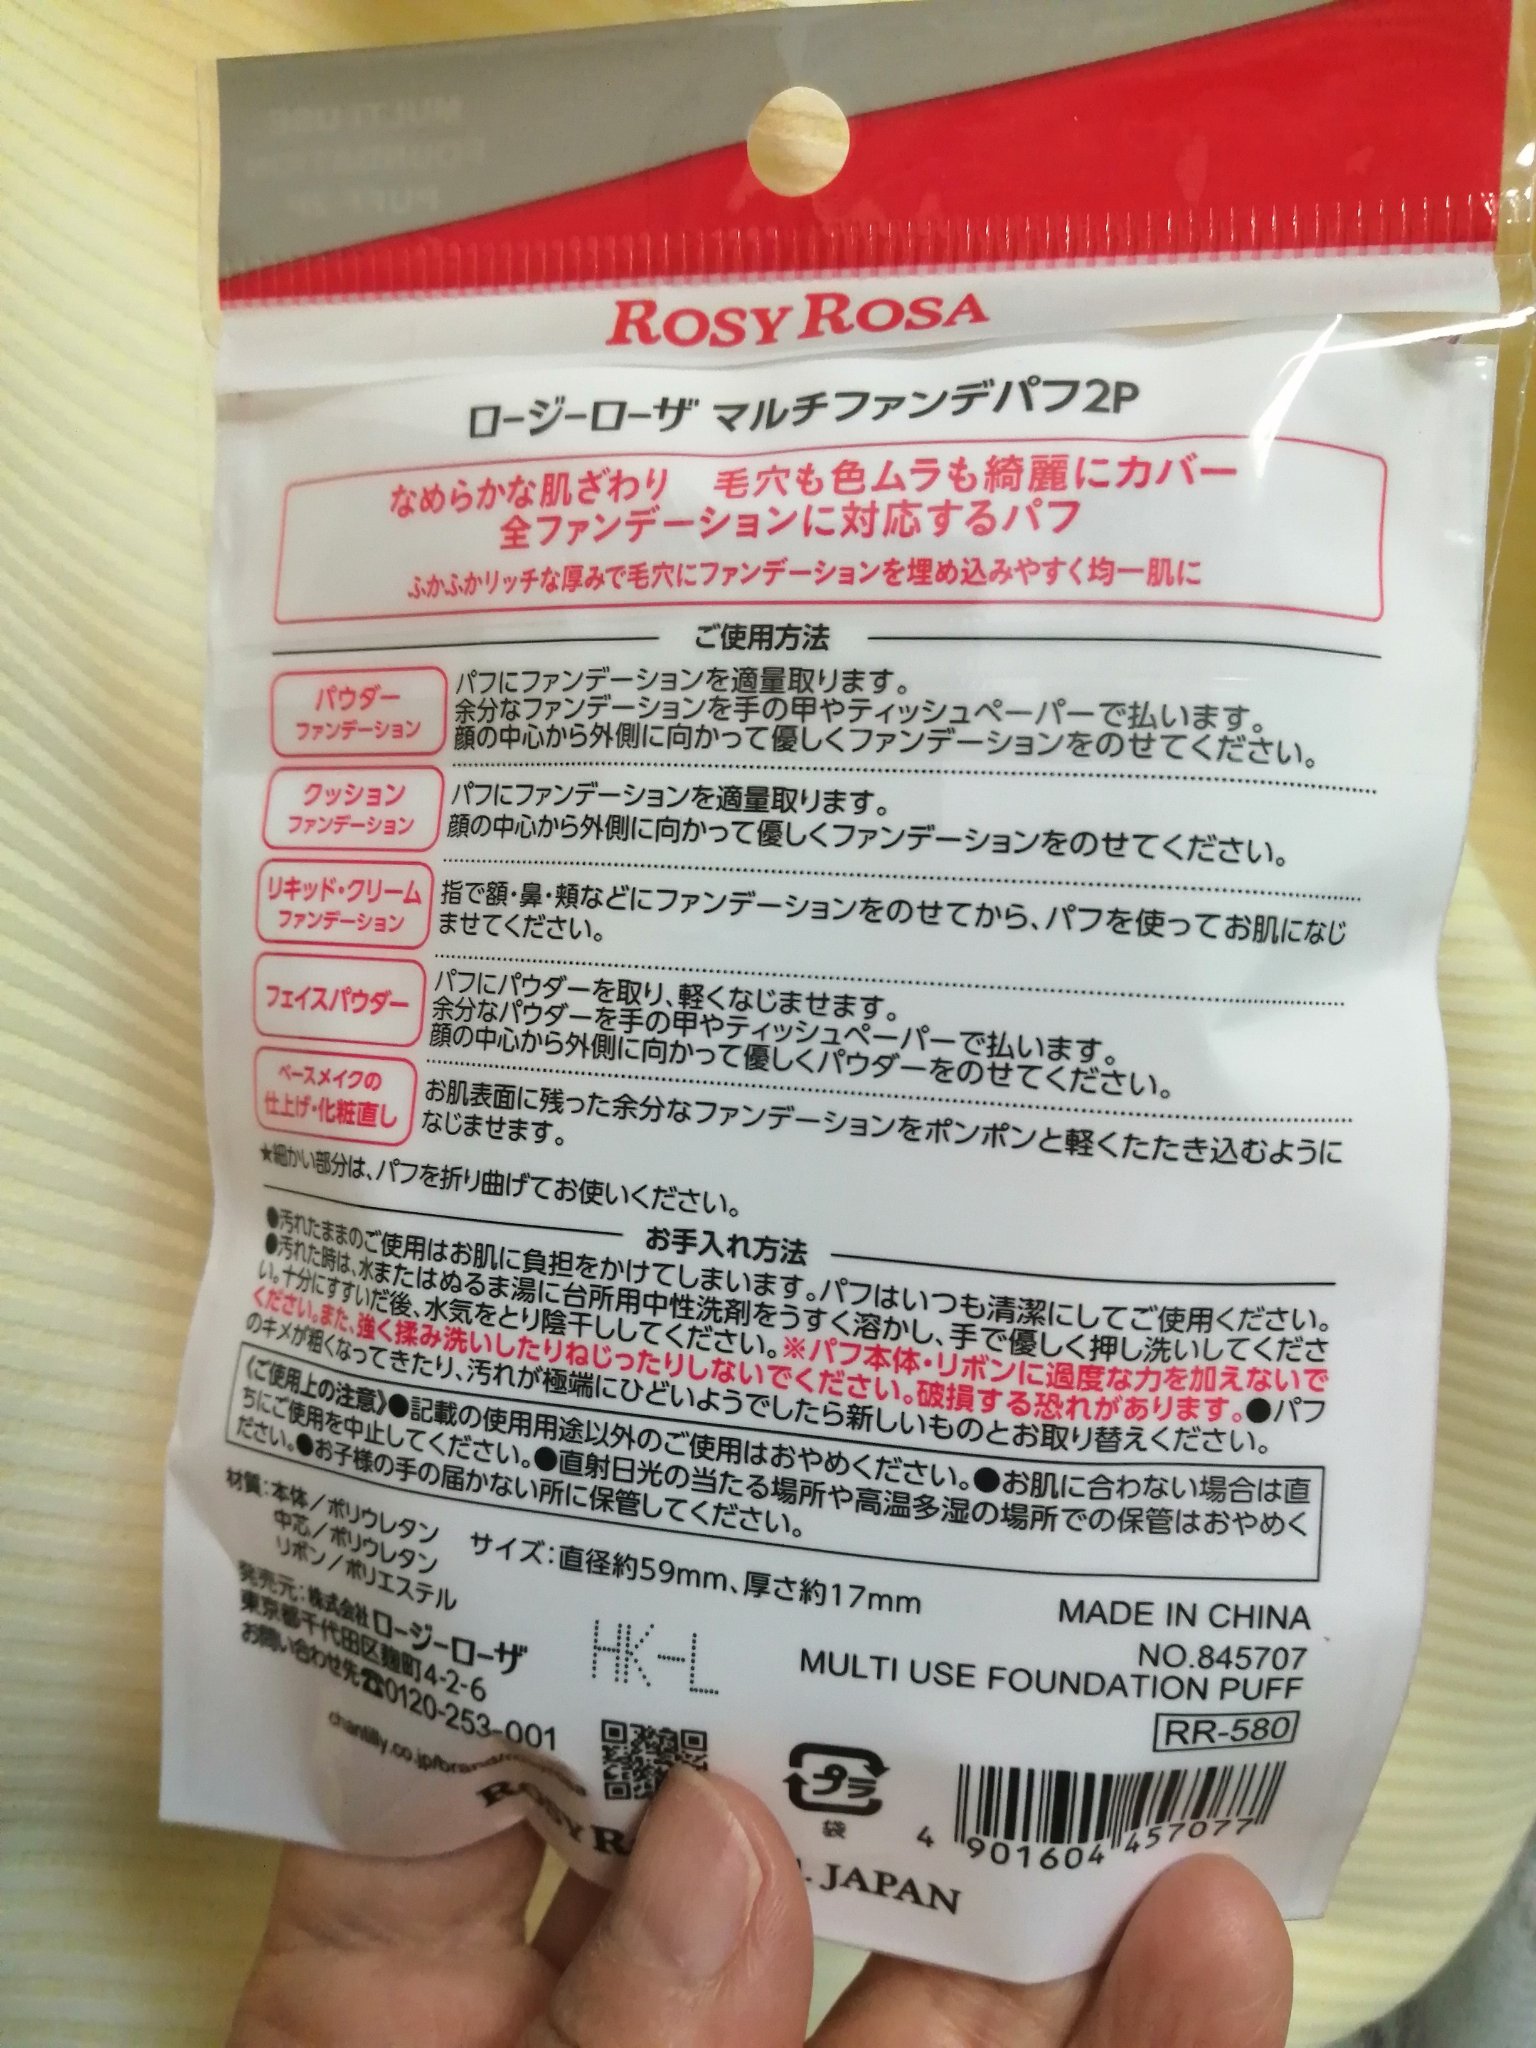 ROSY ROSA
ロージーローザ マルチファンデパフ2P
なめらかな肌ざわり 毛穴も色ムラも綺麗にカバー
全ファンデーションに対応するパフ
ふかふかリッチな厚みで毛穴にファンデーションを埋め込みやすく均一肌に
ご使用方法
パウダー
ファンデーション
パフにファンデーションを適量取ります。
余分なファンデーションを手の甲やティッシュペーパーで払います。
顔の中心から外側に向かって優しくファンデーションをのせてください。
クッション
ファンデーション
パフにファンデーションを適量取ります。
顔の中心から外側に向かって優しくファンデーションをのせてください。
リキッド・クリーム
ファンデーション
指で額・鼻・頬などにファンデーションをのせてから、パフを使ってお肌になじ
ませてください。
フェイスパウダー
パフにパウダーを取り、軽くなじませます。
余分なパウダーを手の甲やティッシュペーパーで払います。
顔の中心から外側に向かって優しくパウダーをのせてください。
ベースメイクの
仕上げ・化粧直し
お肌表面に残った余分なファンデーションをポンポンと軽くたたき込むように
なじませます。
★細かい部分は、パフを折り曲げてお使いください。
お手入れ方法
●汚れたままのご使用はお肌に負担をかけてしまいます。パフはいつも清潔にしてご使用ください。
●汚れた時は、水またはぬるま湯に台所用中性洗剤をうすく溶かし、手で優しく押し洗いしてくださ
い。十分にすすいだ後、水気をとり陰干ししてください。※パフ本体・リボンに過度な力を加えないで
ください。また、強く揉み洗いしたりねじったりしないでください。破損する恐れがあります。●パフ
のキメが粗くなってきたり、汚れが極端にひどいようでしたら新しいものとお取り替えください。
《ご使用上の注意》●記載の使用用途以外のご使用はおやめください。●お肌に合わない場合は直
ちにご使用を中止してください。●直射日光の当たる場所や高温多湿の場所での保管はおやめく
ださい。●お子様の手の届かない所に保管してください。
材質：本体／ポリウレタン
中芯／ポリウレタン
リボン／ポリエステル
サイズ：直径約59mm、厚さ約17mm
発売元：株式会社ロージーローザ
東京都千代田区麹町4-2-6
お問い合わせ先☎0120-253-001
chantilly.co.jp/brand/
HK-L
MADE IN CHINA
NO.845707
MULTI USE FOUNDATION PUFF
RR-580
プラ
袋
4 901604 457077
ROSY R
JAPAN